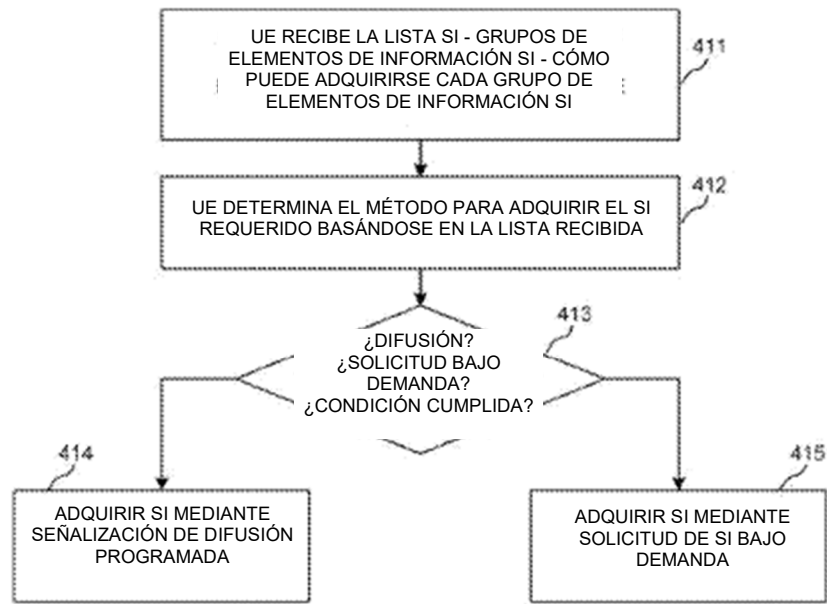 UE RECIBE LA LISTA SI - GRUPOS DE
ELEMENTOS DE INFORMACIÓN SI - CÓMO
PUEDE ADQUIRIRSE CADA GRUPO DE
ELEMENTOS DE INFORMACIÓN SI
411
412
UE DETERMINA EL MÉTODO PARA ADQUIRIR EL SI
REQUERIDO BASÁNDOSE EN LA LISTA RECIBIDA
413
¿DIFUSIÓN?
¿SOLICITUD BAJO
DEMANDA?
¿CONDICIÓN CUMPLIDA?
414
ADQUIRIR SI MEDIANTE
SEÑALIZACIÓN DE DIFUSIÓN
PROGRAMADA
415
ADQUIRIR SI MEDIANTE
SOLICITUD DE SI BAJO
DEMANDA